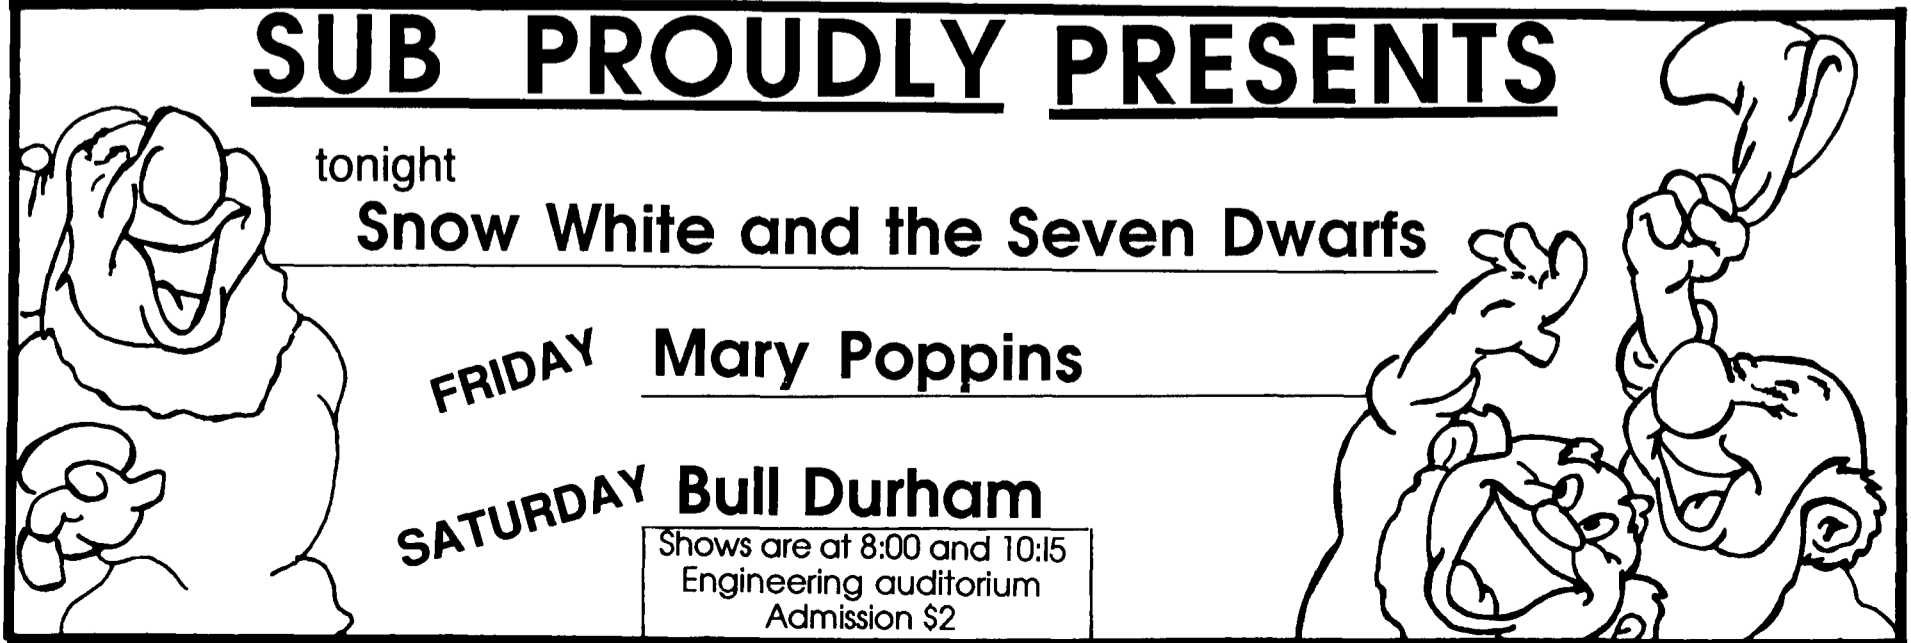 SUB PROUDLY PRESENTS
tonight
Snow White and the Seven Dwarfs
FRIDAY Mary Poppins
SATURDAY Bull Durham
Shows are at 8:00 and 10:15
Engineering auditorium
Admission $2